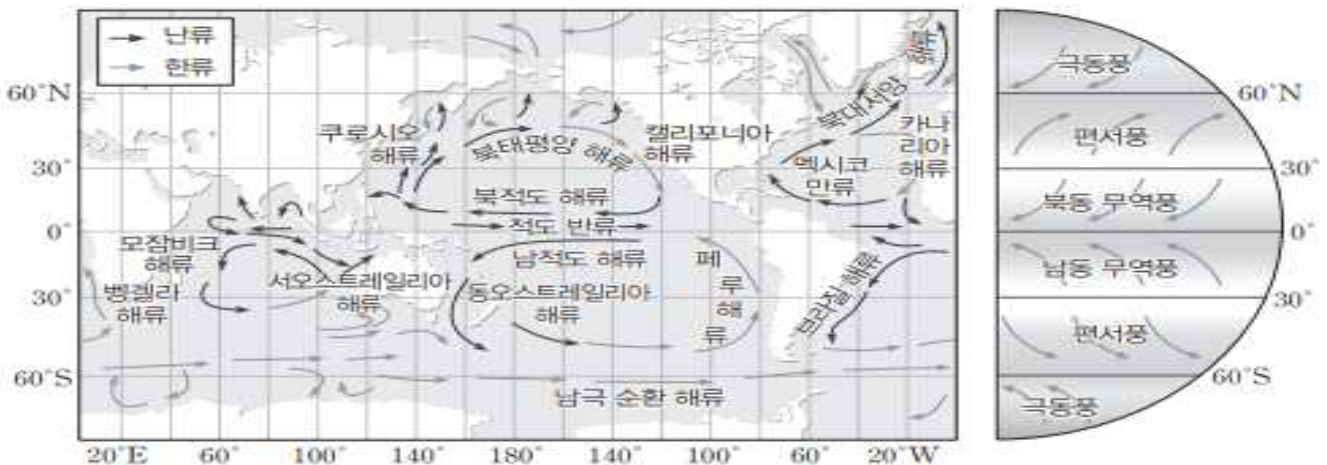 난류
한류
60°N
30°
0°
30°
60°S
20°E
60°
100°
140°
180°
140°
100°
60°
20°W
쿠로시오
해류
북태평양 해류
캘리포니아
해류
북대서양
해류
카나
리아
해류
멕시코
만류
북적도 해류
적도 반류
남적도 해류
모잠비크
해류
벵겔라
해류
서오스트레일리아
해류
동오스트레일리아
해류
페
루
해
류
브라질 해류
남극 순환 해류
극동풍
60°N
편서풍
30°
북동 무역풍
0°
남동 무역풍
30°
편서풍
60°S
극동풍